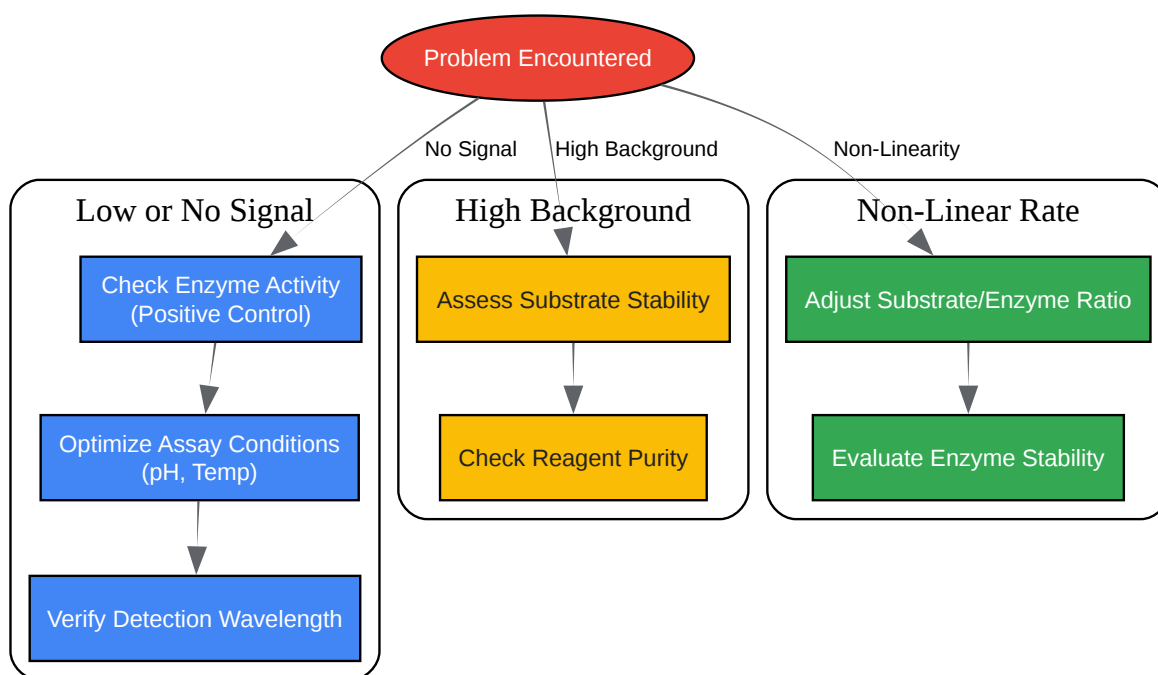 Problem Encountered
No Signal
High Background
Non-Linearity
Low or No Signal
Check Enzyme Activity
(Positive Control)
Optimize Assay Conditions
(pH, Temp)
Verify Detection Wavelength
High Background
Assess Substrate Stability
Check Reagent Purity
Non-Linear Rate
Adjust Substrate/Enzyme Ratio
Evaluate Enzyme Stability